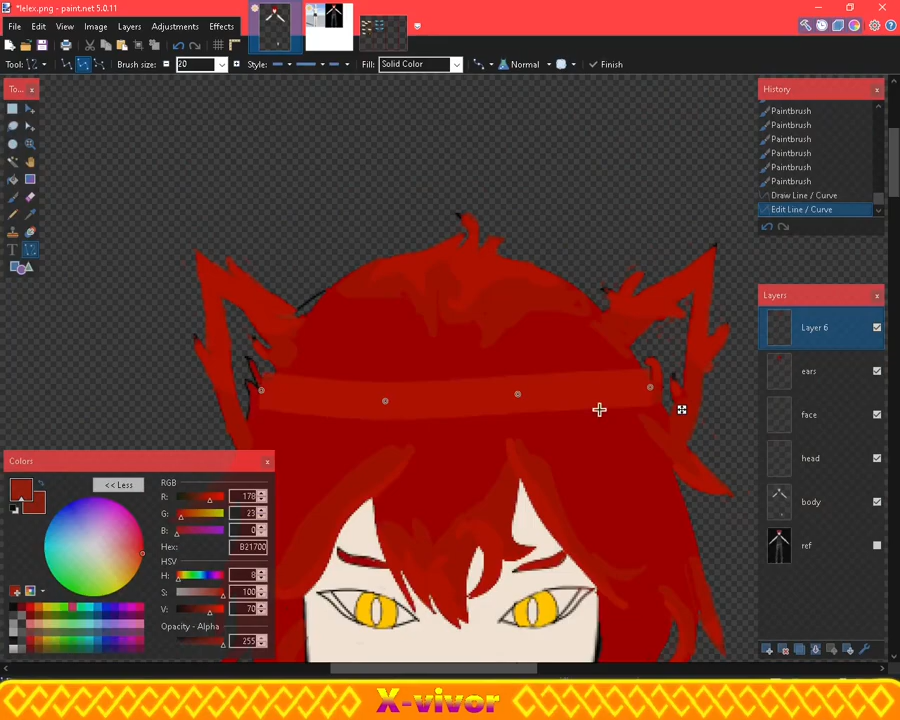 *lelex.png - paint.net 5.0.11
File Edit View Image Layers Adjustments Effects
Tool: Brush size: 20 Style: Fill: Solid Color Normal Finish
To... x
History x
Paintbrush
Paintbrush
Paintbrush
Paintbrush
Paintbrush
Paintbrush
Draw Line / Curve
Edit Line / Curve
Layers x
Layer 6
ears
face
head
body
ref
Colors x
<< Less
RGB
R: 178
G: 23
B: 0
Hex: B21700
HSV
H: 8
S: 100
V: 70
Opacity - Alpha
255
X-vivor